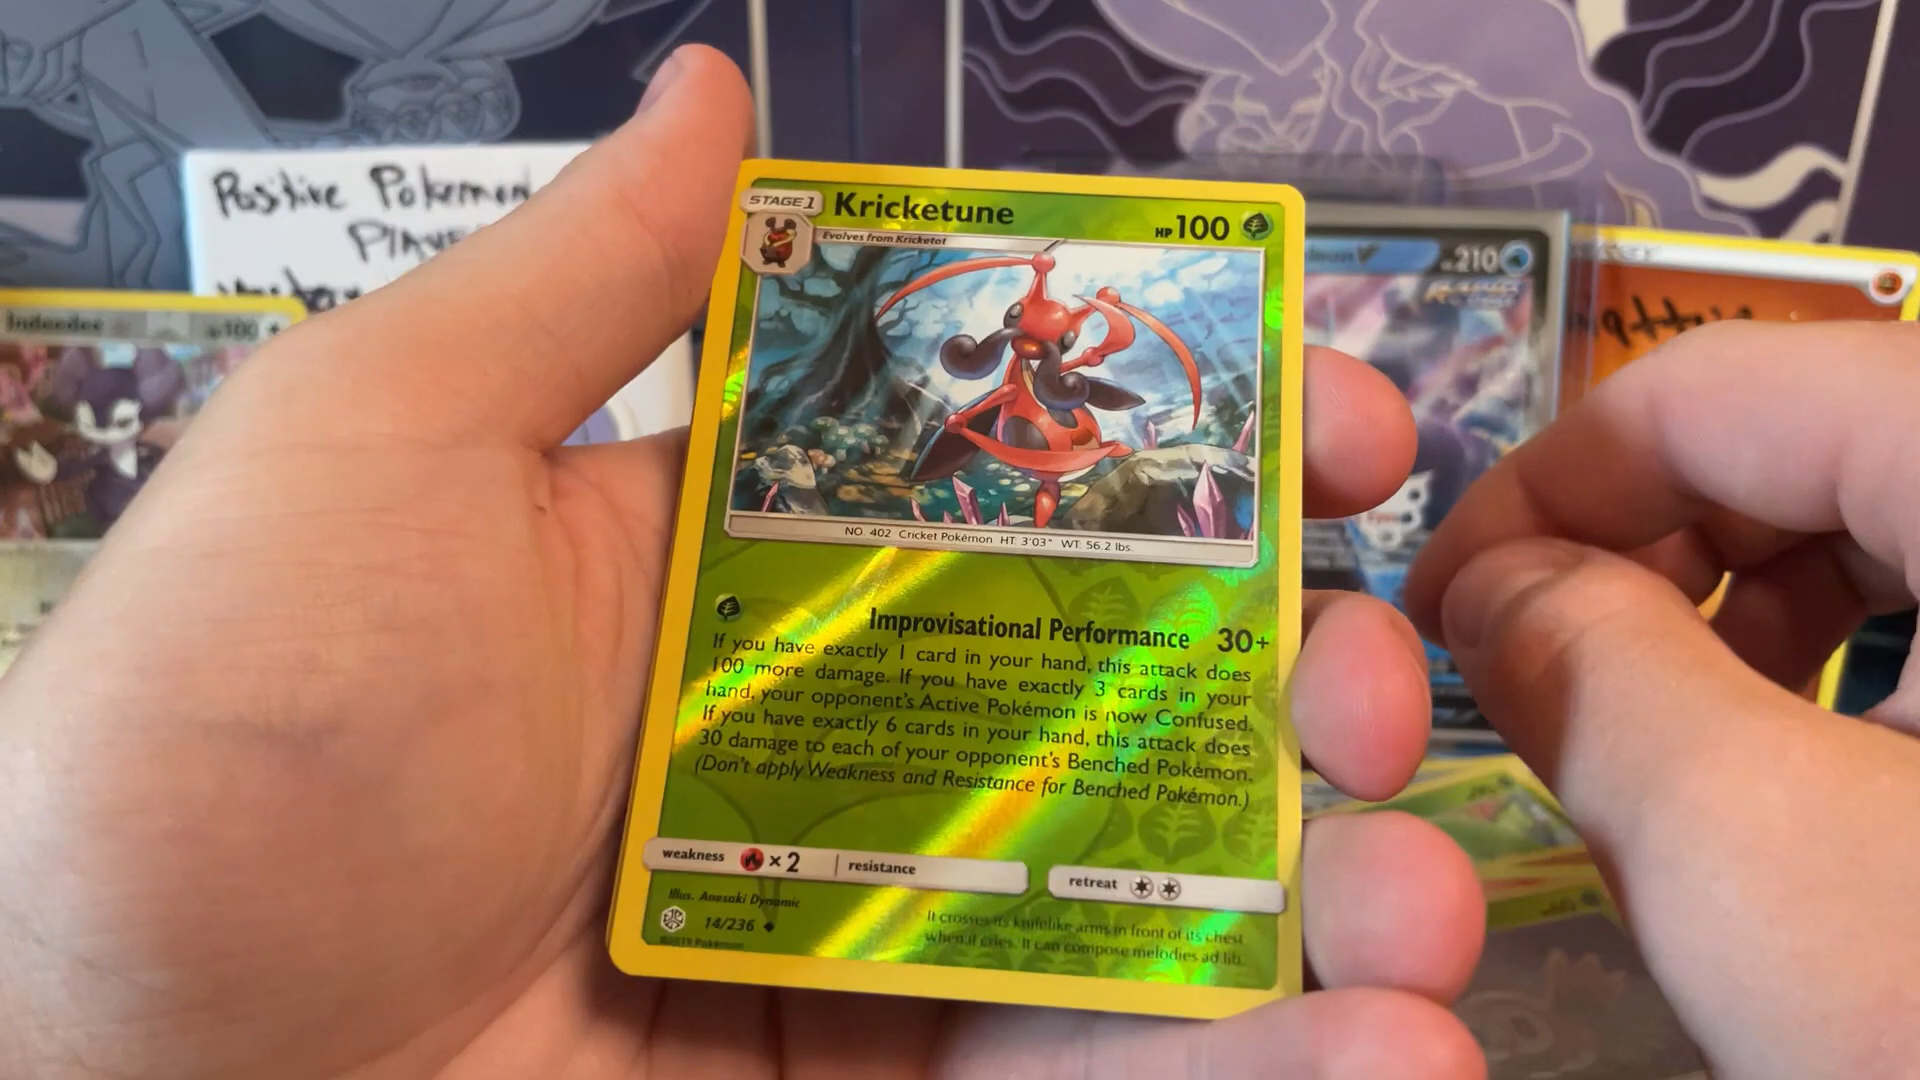 Positive Pokemon
STAGE 1
Kricketune
HP 100
Evolves from Kricketot
210
Indeedee
100
NO. 402 Cricket Pokémon HT: 3'03" WT: 56.2 lbs.
Improvisational Performance 30+
If you have exactly 1 card in your hand, this attack does
100 more damage. If you have exactly 3 cards in your
hand, your opponent's Active Pokémon is now Confused.
If you have exactly 6 cards in your hand, this attack does
30 damage to each of your opponent's Benched Pokémon.
(Don't apply Weakness and Resistance for Benched Pokémon.)
weakness × 2 resistance
retreat
Illus. Anesaki Dynamic
14/236
©2019 Pokémon
It crosses its knifelike arms in front of its chest
when it cries. It can compose melodies ad lib.